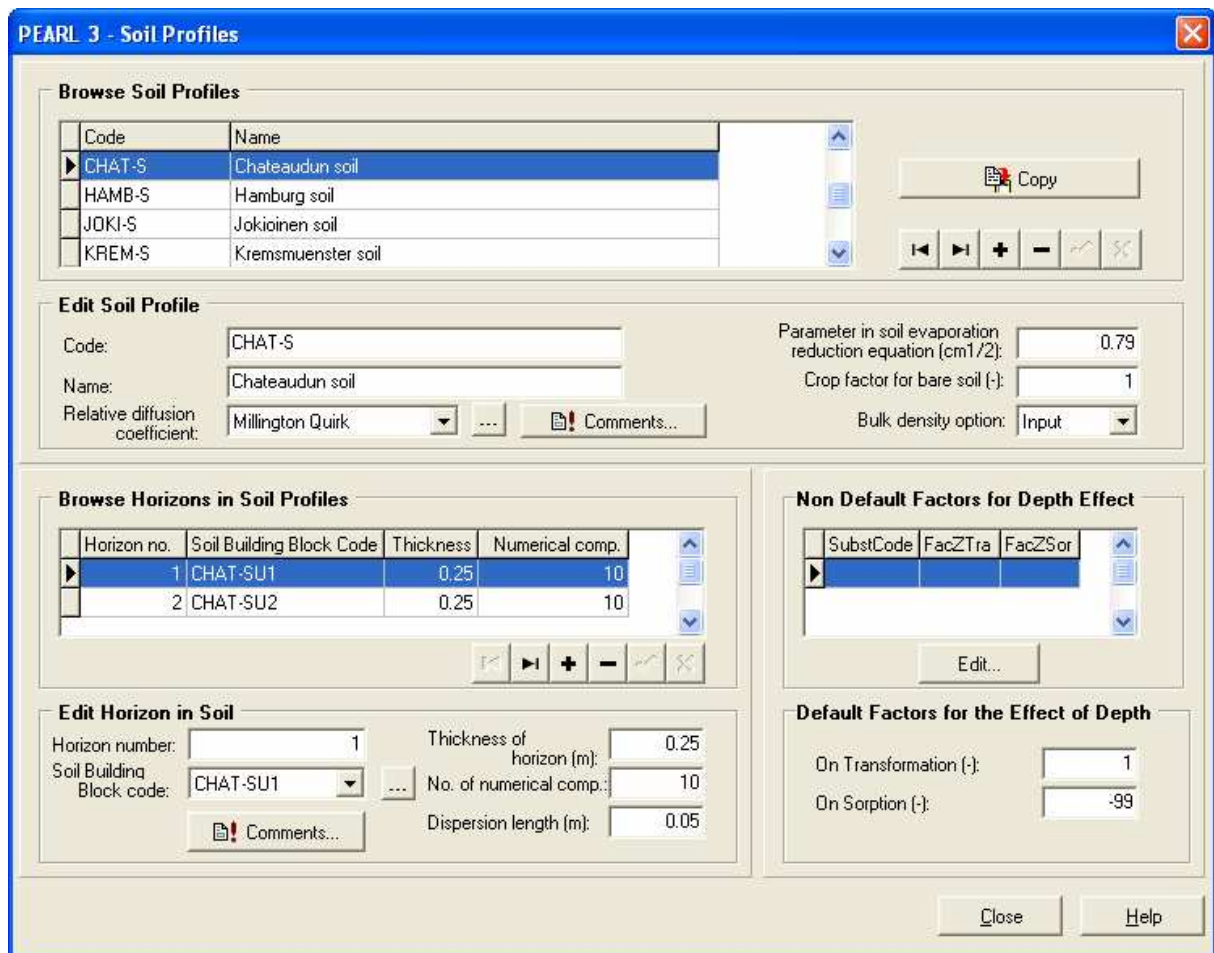 PEARL 3 - Soil Profiles
Browse Soil Profiles
Code Name
CHAT-S Chateaudun soil
HAMB-S Hamburg soil
JOKI-S Jokioinen soil
KREM-S Kremsmuenster soil
Copy
Edit Soil Profile
Code: CHAT-S
Name: Chateaudun soil
Relative diffusion
coefficient: Millington Quirk ... Comments...
Parameter in soil evaporation
reduction equation (cm1/2): 0.79
Crop factor for bare soil (-): 1
Bulk density option: Input
Browse Horizons in Soil Profiles
Horizon no. Soil Building Block Code Thickness Numerical comp.
1 CHAT-SU1 0.25 10
2 CHAT-SU2 0.25 10
Non Default Factors for Depth Effect
SubstCode FacZTra FacZSor
Edit...
Edit Horizon in Soil
Horizon number: 1
Soil Building
Block code: CHAT-SU1 ...
Comments...
Thickness of
horizon (m): 0.25
No. of numerical comp.: 10
Dispersion length (m): 0.05
Default Factors for the Effect of Depth
On Transformation (-): 1
On Sorption (-): -99
Close Help